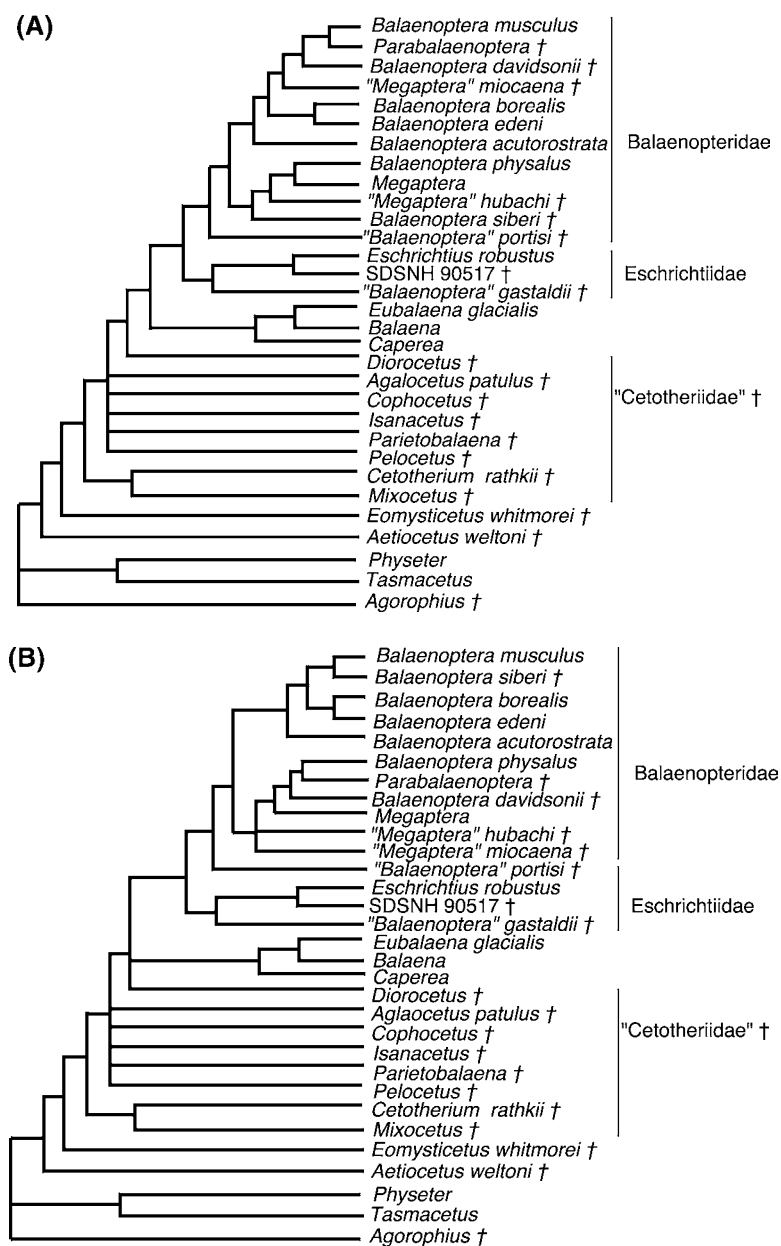 (A)
Balaenoptera musculus
Parabalaenoptera †
Balaenoptera davidsonii †
"Megaptera" miocaena †
Balaenoptera borealis
Balaenoptera edeni
Balaenoptera acutorostrata
Balaenoptera physalus
Megaptera
"Megaptera" hubachi †
Balaenoptera siberi †
"Balaenoptera" portisi †
Balaenopteridae
Eschrichtius robustus
SDSNH 90517 †
"Balaenoptera" gastaldii †
Eschrichtiidae
Eubalaena glacialis
Balaena
Caperea
Diorocetus †
Agalocetus patulus †
Cophocetus †
Isanacetus †
Parietobalaena †
Pelocetus †
Cetotherium rathkii †
Mixocetus †
"Cetotheriidae" †
Eomysticetus whitmorei †
Aetiocetus weltoni †
Physeter
Tasmacetus
Agorophius †
(B)
Balaenoptera musculus
Balaenoptera siberi †
Balaenoptera borealis
Balaenoptera edeni
Balaenoptera acutorostrata
Balaenoptera physalus
Parabalaenoptera †
Balaenoptera davidsonii †
Megaptera
"Megaptera" hubachi †
"Megaptera" miocaena †
Balaenopteridae
"Balaenoptera" portisi †
Eschrichtius robustus
SDSNH 90517 †
"Balaenoptera" gastaldii †
Eschrichtiidae
Eubalaena glacialis
Balaena
Caperea
Diorocetus †
Aglaocetus patulus †
Cophocetus †
Isanacetus †
Parietobalaena †
Pelocetus †
Cetotherium rathkii †
Mixocetus †
"Cetotheriidae" †
Eomysticetus whitmorei †
Aetiocetus weltoni †
Physeter
Tasmacetus
Agorophius †